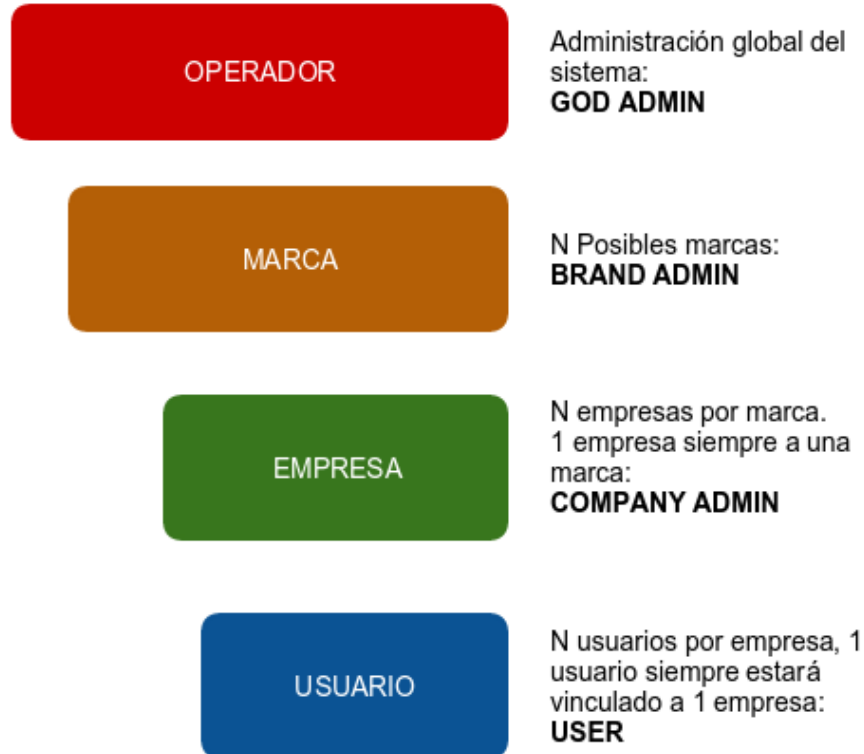 OPERADOR
Administración global del
sistema:
GOD ADMIN
MARCA
N Posibles marcas:
BRAND ADMIN
EMPRESA
N empresas por marca.
1 empresa siempre a una
marca:
COMPANY ADMIN
USUARIO
N usuarios por empresa, 1
usuario siempre estará
vinculado a 1 empresa:
USER